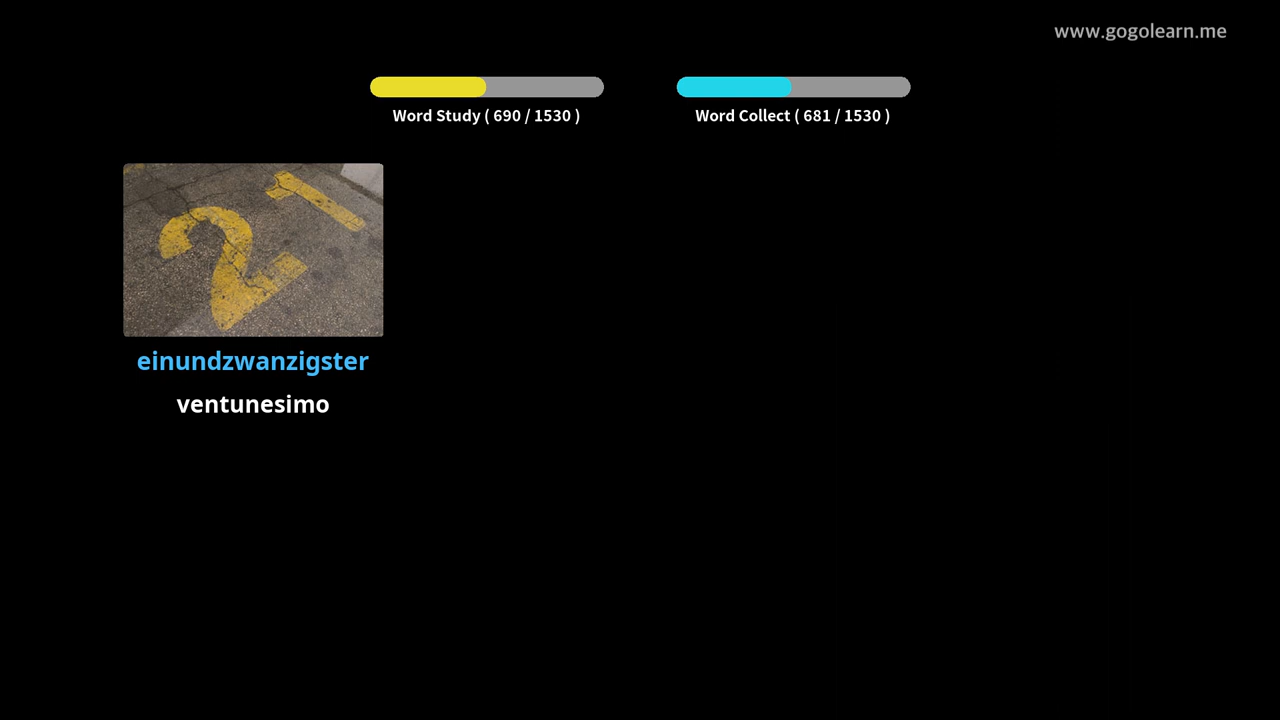 www.gogolearn.me
Word Study ( 690 / 1530 )
Word Collect ( 681 / 1530 )
21
einundzwanzigster
ventunesimo